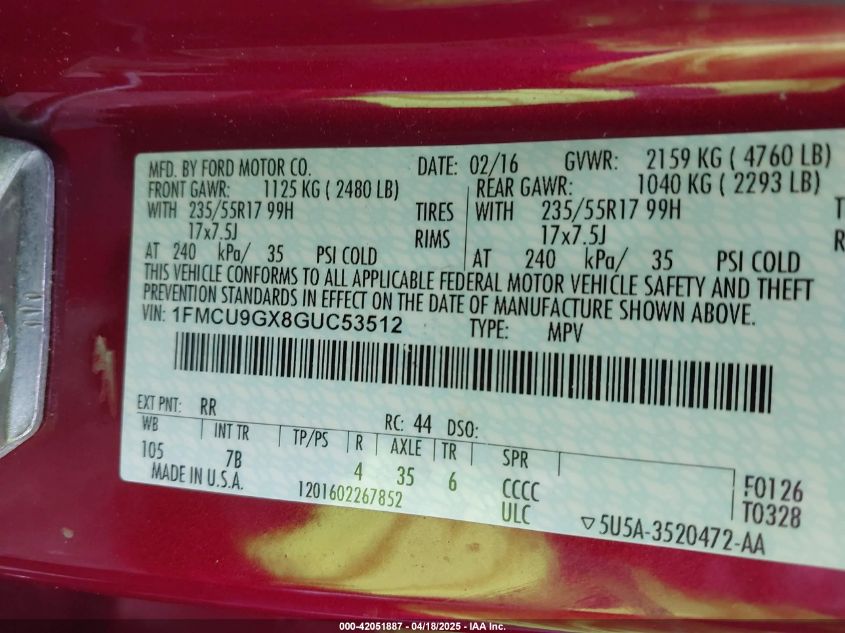 MFD. BY FORD MOTOR CO. DATE: 02/16 GVWR: 2159 KG ( 4760 LB)
FRONT GAWR: 1125 KG ( 2480 LB) REAR GAWR: 1040 KG ( 2293 LB)
WITH 235/55R17 99H TIRES WITH 235/55R17 99H
17x7.5J RIMS 17x7.5J
AT 240 kPa/ 35 PSI COLD AT 240 kPa/ 35 PSI COLD
THIS VEHICLE CONFORMS TO ALL APPLICABLE FEDERAL MOTOR VEHICLE SAFETY AND THEFT
PREVENTION STANDARDS IN EFFECT ON THE DATE OF MANUFACTURE SHOWN ABOVE.
VIN: 1FMCU9GX8GUC53512 TYPE: MPV
EXT PNT: RR RC: 44 DSO:
WB INT TR TP/PS R AXLE TR SPR
105 7B 4 35 6 CCCC F0126
MADE IN U.S.A. 1201602267852 ULC T0328
▽5U5A-3520472-AA
000-42051887 - 04/18/2025 - IAA Inc.